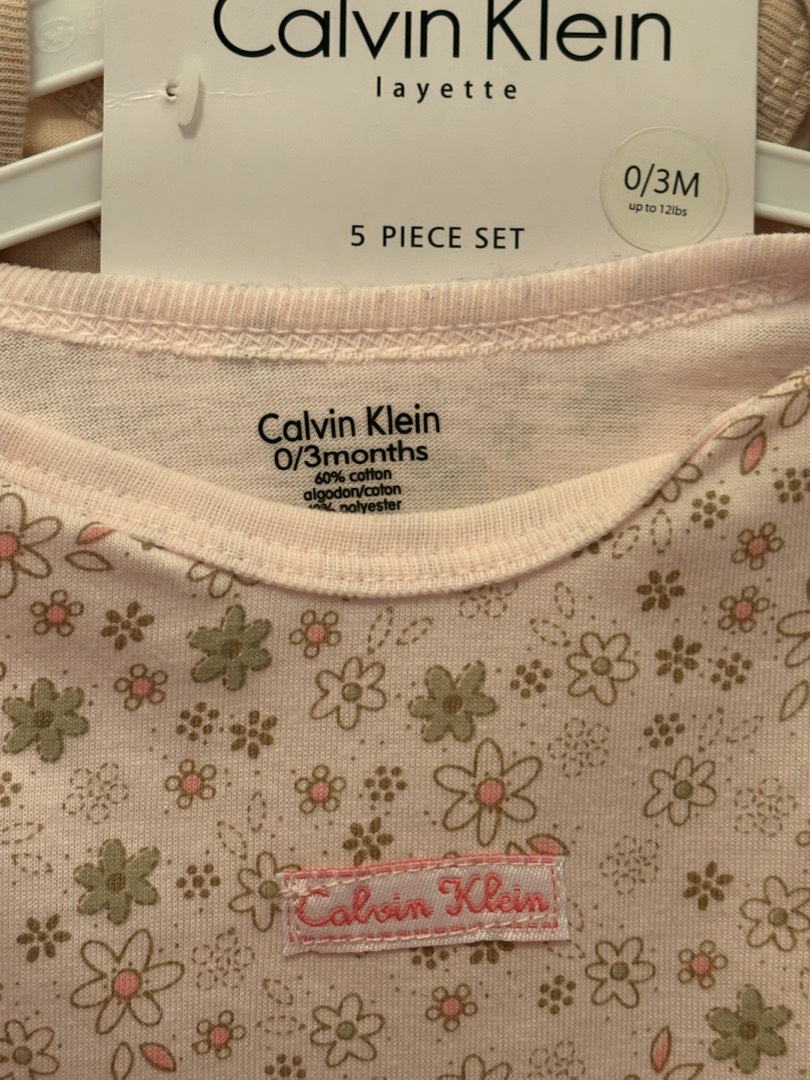 Calvin Klein
layette
0/3M
up to 12lbs
5 PIECE SET
Calvin Klein
0/3months
60% cotton
algodon/coton
polyester
Calvin Klein